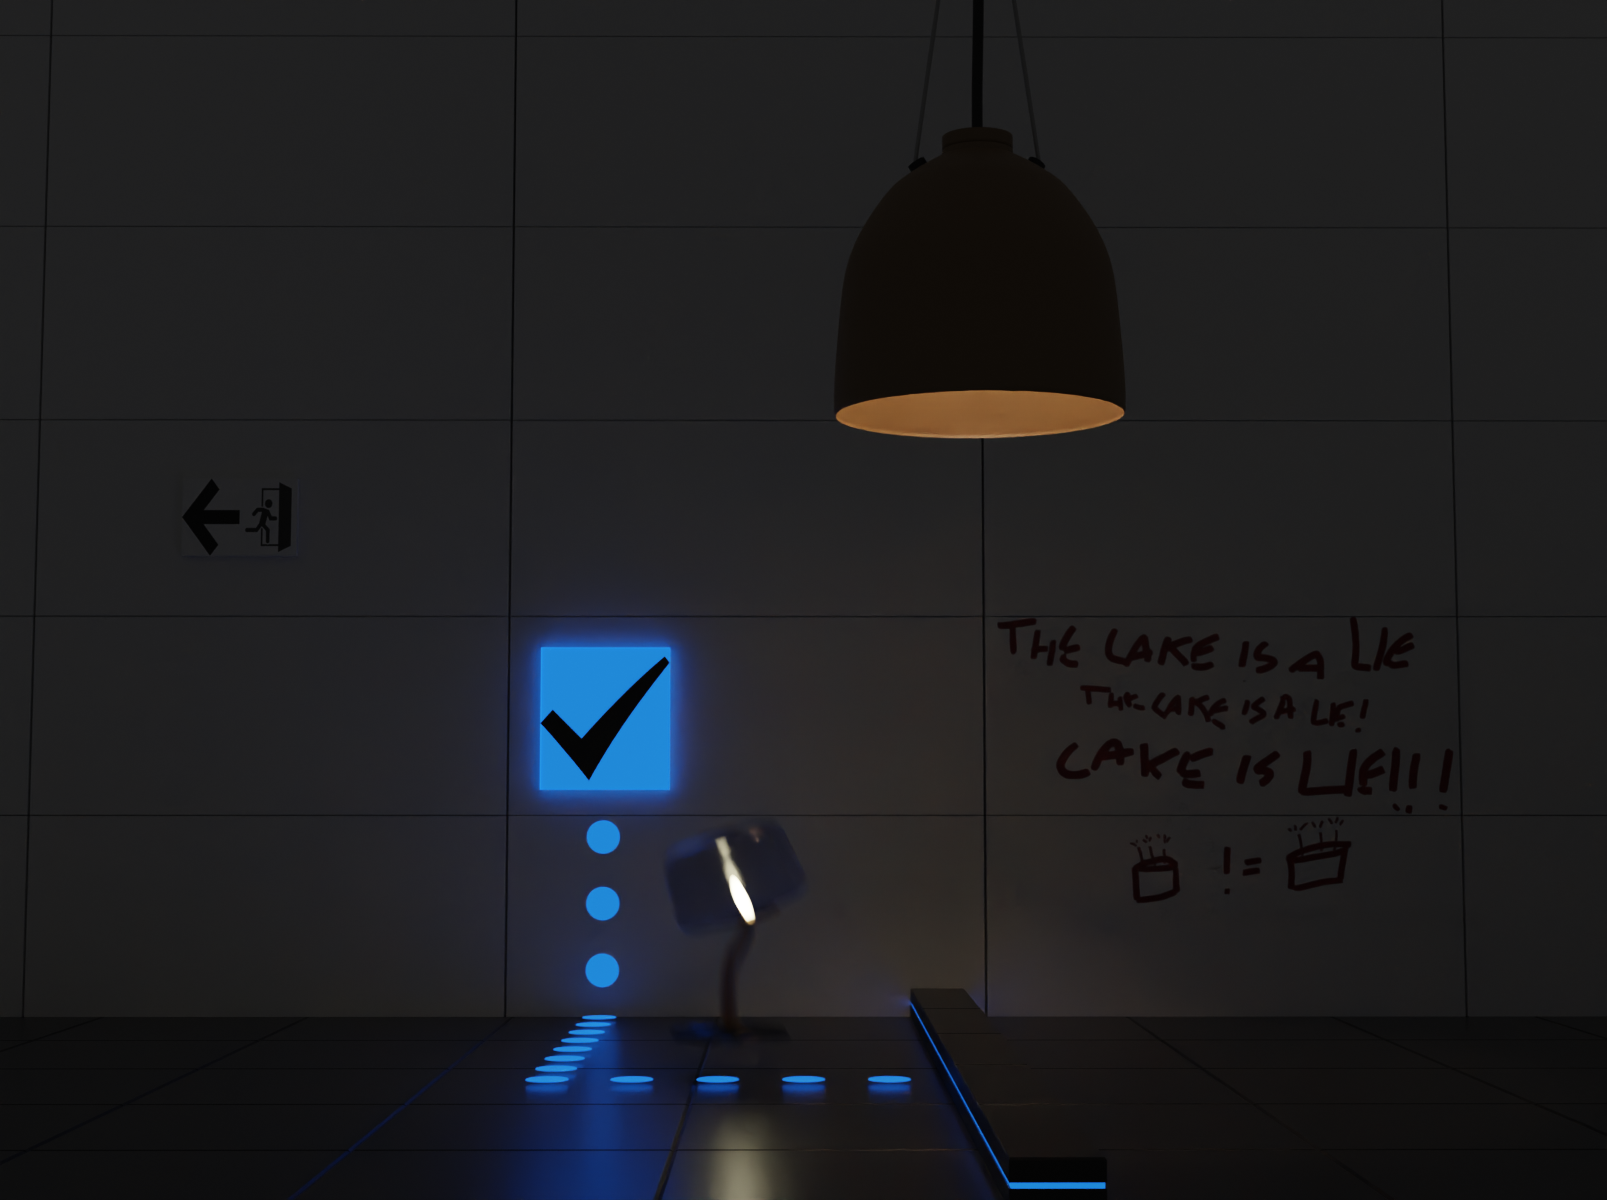 THE CAKE IS A LIE
THE CAKE IS A LIE!
CAKE IS LIE!!!
!=